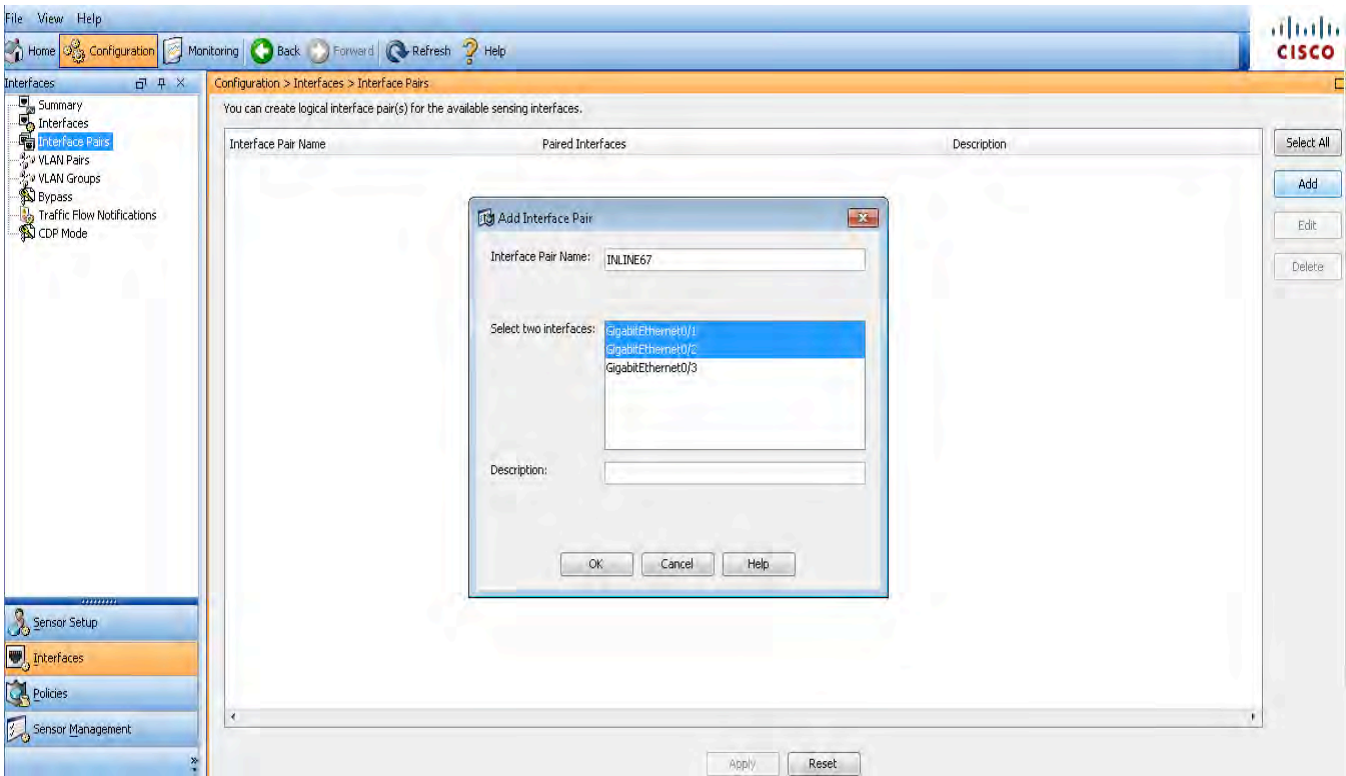 File View Help
Home Configuration Monitoring Back Forward Refresh Help
CISCO
Interfaces
Summary
Interfaces
Interface Pairs
VLAN Pairs
VLAN Groups
Bypass
Traffic Flow Notifications
CDP Mode
Sensor Setup
Interfaces
Policies
Sensor Management
Configuration > Interfaces > Interface Pairs
You can create logical interface pair(s) for the available sensing interfaces.
Interface Pair Name Paired Interfaces Description
Select All
Add
Edit
Delete
Add Interface Pair
Interface Pair Name: INLINE67
Select two interfaces: GigabitEthernet0/1
GigabitEthernet0/2
GigabitEthernet0/3
Description:
OK Cancel Help
Apply Reset